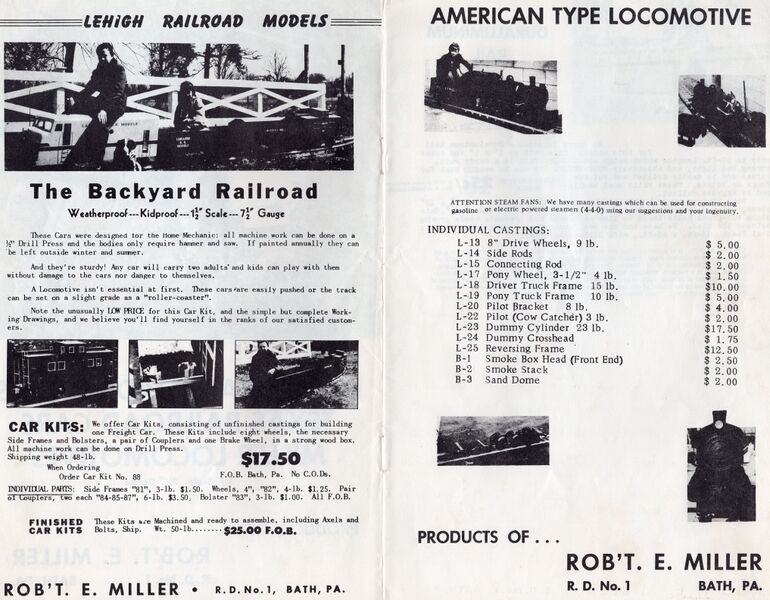 LEHIGH RAILROAD MODELS
The Backyard Railroad
Weatherproof---Kidproof---1½" Scale---7½" Gauge
These Cars were designed for the Home Mechanic: all machine work can be done on a
½" Drill Press and the bodies only require hammer and saw. If painted annually they can
be left outside winter and summer.
And they're sturdy! Any car will carry two adults and kids can play with them
without damage to the cars nor danger to themselves.
A Locomotive isn't essential at first. These cars are easily pushed or the track
can be set on a slight grade as a "roller-coaster".
Note the unusually LOW PRICE for this Car Kit, and the simple but complete Work-
ing Drawings, and we believe you'll find yourself in the ranks of our satisfied custom-
ers.
CAR KITS: We offer Car Kits, consisting of unfinished castings for building
one Freight Car. These Kits include eight wheels, the necessary
Side Frames and Bolsters, a pair of Couplers and one Brake Wheel, in a strong wood box.
All machine work can be done on Drill Press.
Shipping weight 48-lb. $17.50
When Ordering
Order Car Kit No. 88 F.O.B. Bath, Pa. No C.O.Ds.
INDIVIDUAL PARTS: Side Frames "81", 3-lb. $1.50. Wheels, 4", "82", 4-lb. $1.25. Pair
of Couplers, two each "84-85-87", 6-lb. $3.50, Bolster "83", 3-lb. $1.00. All F.O.B.
FINISHED CAR KITS These Kits are Machined and ready to assemble, including Axels and
Bolts, Ship. Wt. 50-lb........$25.00 F.O.B.
ROB'T. E. MILLER • R.D. No. 1, BATH, PA.
AMERICAN TYPE LOCOMOTIVE
ATTENTION STEAM FANS: We have many castings which can be used for constructing
gasoline or electric powered steamers (4-4-0) using our suggestions and your ingenuity.
INDIVIDUAL CASTINGS:
L-13 8" Drive Wheels, 9 lb. $ 5.00
L-14 Side Rods $ 2.00
L-15 Connecting Rod $ 2.00
L-17 Pony Wheel, 3-1/2" 4 lb. $ 1.50
L-18 Driver Truck Frame 15 lb. $10.00
L-19 Pony Truck Frame 10 lb. $ 5.00
L-20 Pilot Bracket 8 lb. $ 4.00
L-22 Pilot (Cow Catcher) 3 lb. $ 2.00
L-23 Dummy Cylinder 23 lb. $17.50
L-24 Dummy Crosshead $ 1.75
L-25 Reversing Frame $12.50
B-1 Smoke Box Head (Front End) $ 2.50
B-2 Smoke Stack $ 2.00
B-3 Sand Dome $ 2.00
PRODUCTS OF . . .
ROB'T. E. MILLER
R. D. No. 1 BATH, PA.